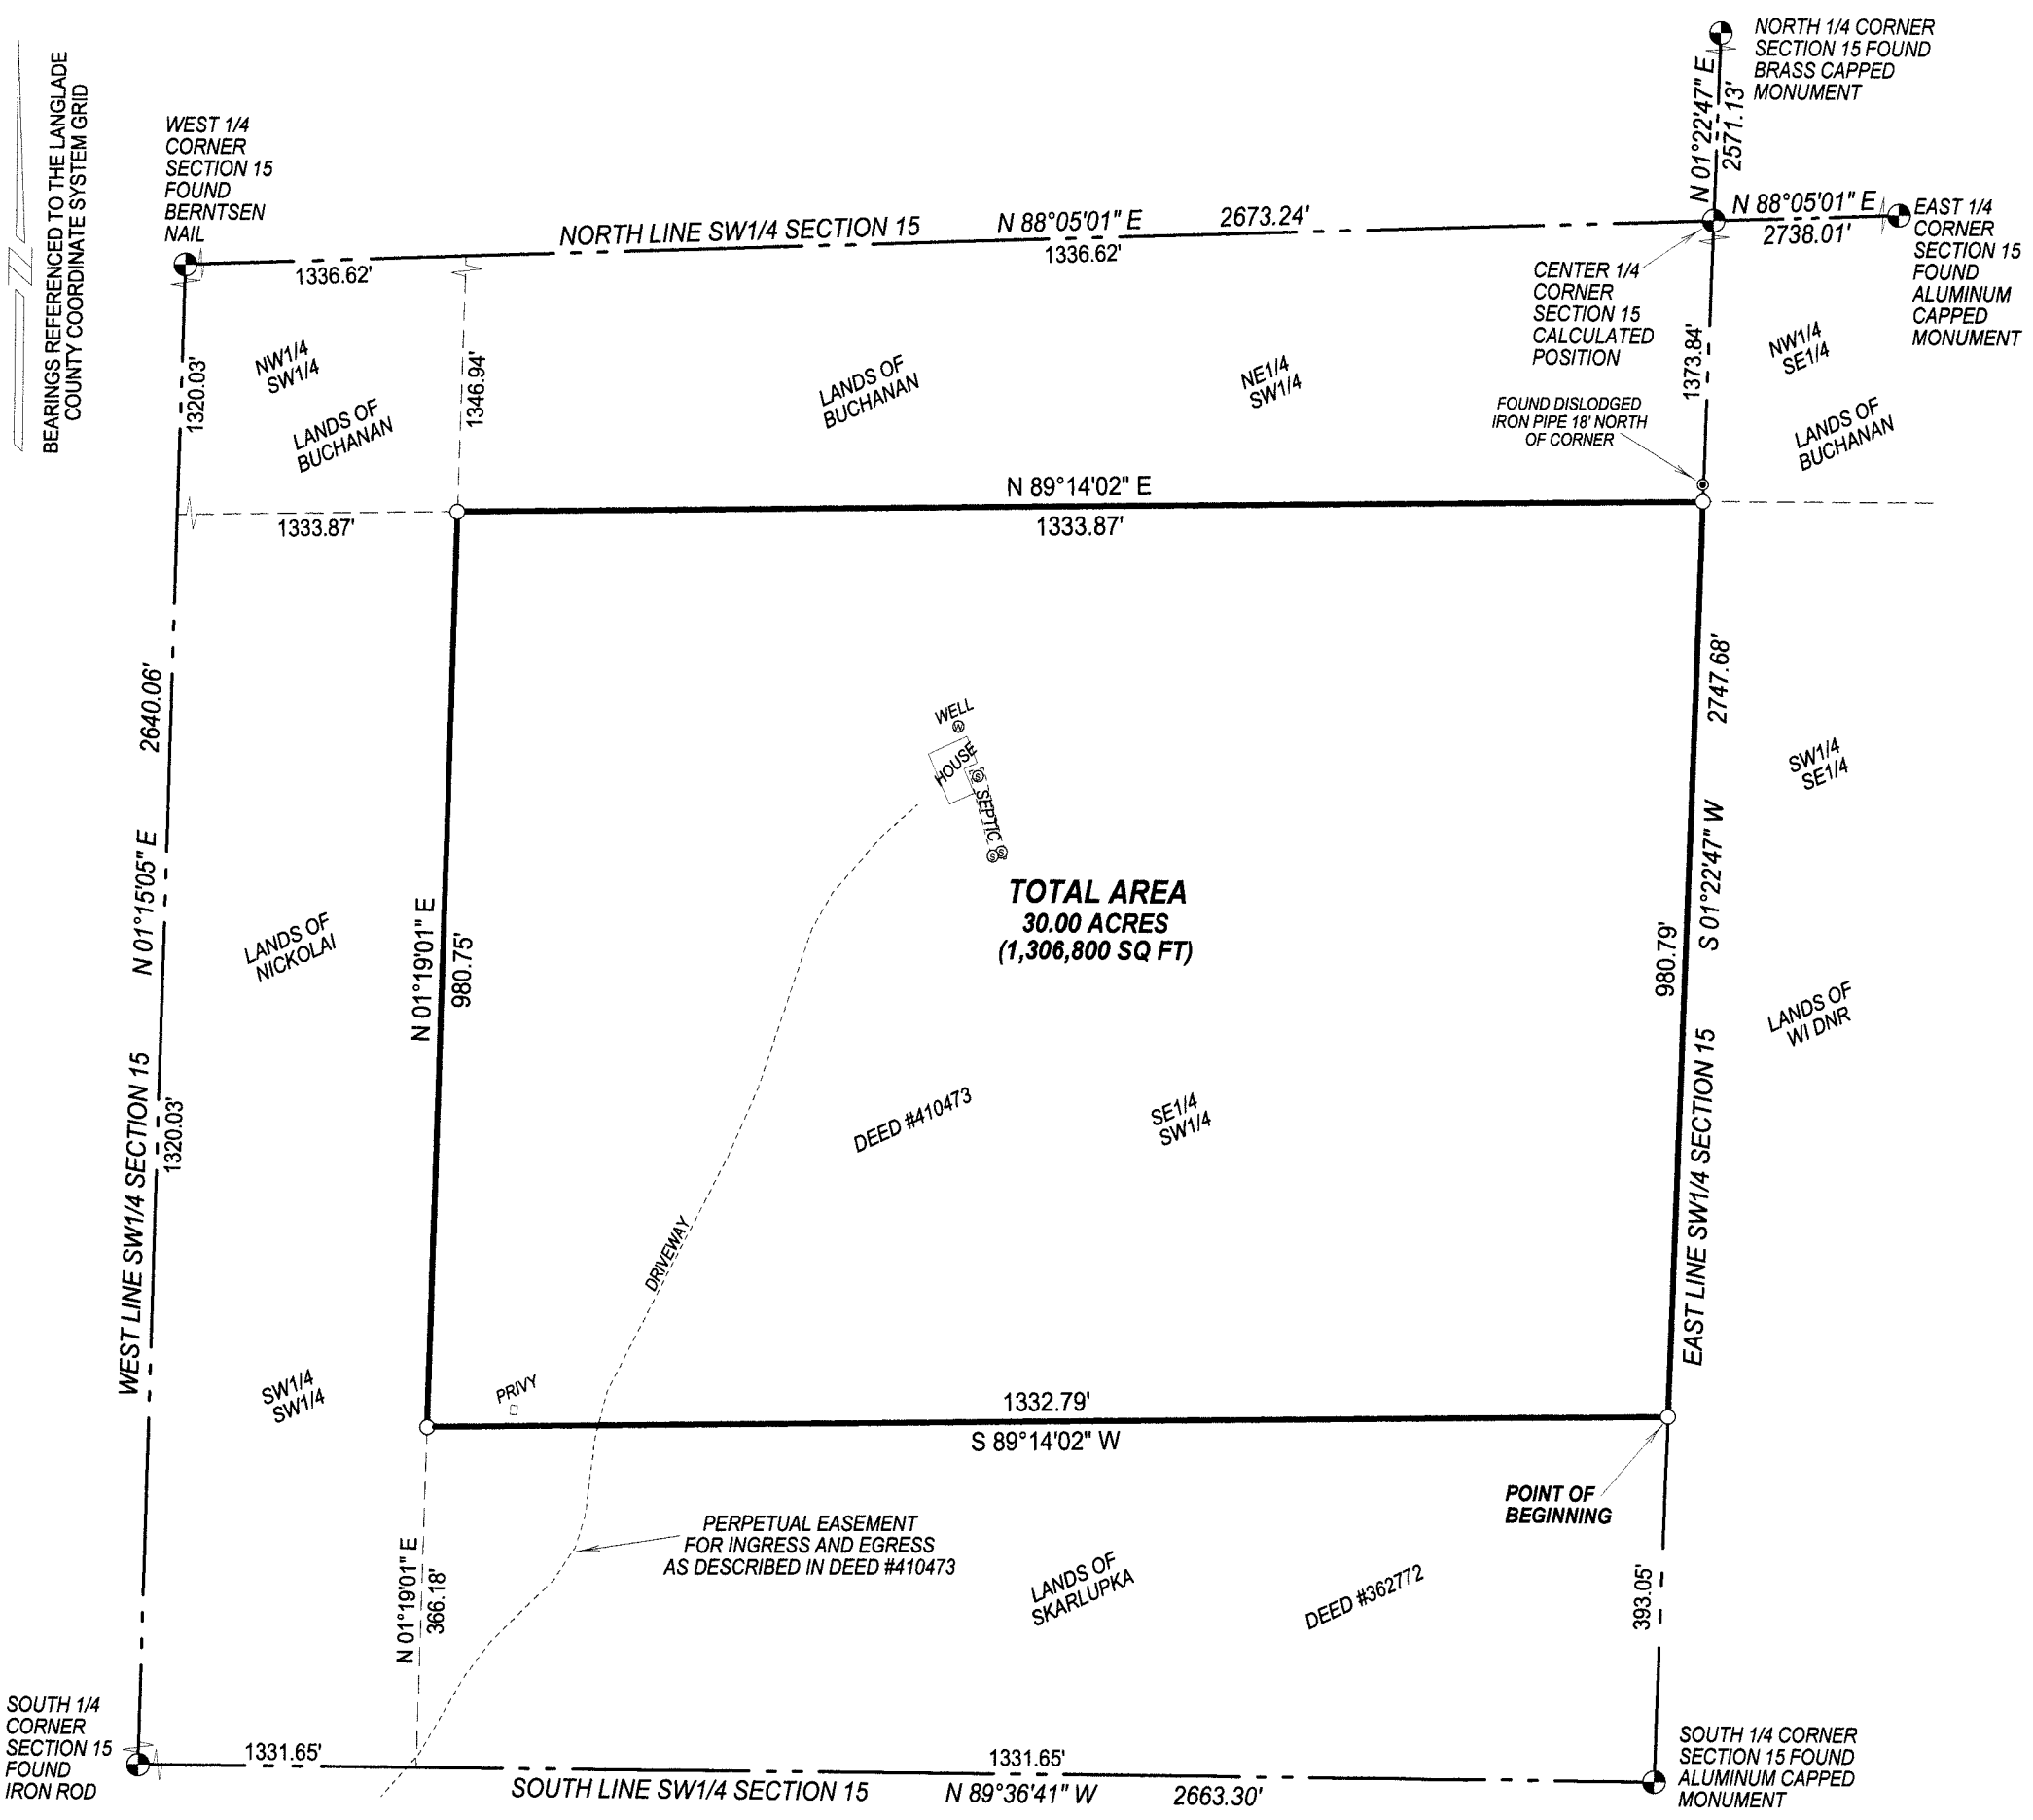 NORTH 1/4 CORNER
SECTION 15 FOUND
BRASS CAPPED
MONUMENT
N 01°22'47" E
2571.13'
BEARINGS REFERENCED TO THE LANGLADE
COUNTY COORDINATE SYSTEM GRID
WEST 1/4
CORNER
SECTION 15
FOUND
BERNTSEN
NAIL
NORTH LINE SW1/4 SECTION 15
N 88°05'01" E
2673.24'
1336.62'
1336.62'
N 88°05'01" E
2738.01'
EAST 1/4
CORNER
SECTION 15
FOUND
ALUMINUM
CAPPED
MONUMENT
CENTER 1/4
CORNER
SECTION 15
CALCULATED
POSITION
1320.03'
NW1/4
SW1/4
LANDS OF
BUCHANAN
1346.94'
LANDS OF
BUCHANAN
NE1/4
SW1/4
1373.84'
NW1/4
SE1/4
LANDS OF
BUCHANAN
FOUND DISLODGED
IRON PIPE 18' NORTH
OF CORNER
N 89°14'02" E
1333.87'
1333.87'
2640.06'
N 01°15'05" E
WEST LINE SW1/4 SECTION 15
1320.03'
LANDS OF
NICKOLAI
N 01°19'01" E
980.75'
WELL
W
HOUSE
S
SEPTIC
S
S
TOTAL AREA
30.00 ACRES
(1,306,800 SQ FT)
2747.68'
S 01°22'47" W
980.79'
EAST LINE SW1/4 SECTION 15
SW1/4
SE1/4
LANDS OF
WI DNR
DEED #410473
SE1/4
SW1/4
DRIVEWAY
SW1/4
SW1/4
PRIVY
1332.79'
S 89°14'02" W
POINT OF
BEGINNING
PERPETUAL EASEMENT
FOR INGRESS AND EGRESS
AS DESCRIBED IN DEED #410473
N 01°19'01" E
366.18'
LANDS OF
SKARLUPKA
DEED #362772
393.05'
SOUTH 1/4
CORNER
SECTION 15
FOUND
IRON ROD
1331.65'
1331.65'
SOUTH LINE SW1/4 SECTION 15
N 89°36'41" W
2663.30'
SOUTH 1/4 CORNER
SECTION 15 FOUND
ALUMINUM CAPPED
MONUMENT